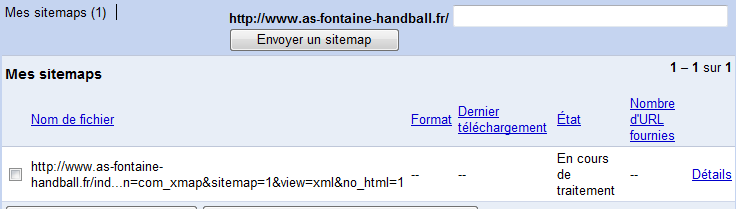 Mes sitemaps (1)
http://www.as-fontaine-handball.fr/
Envoyer un sitemap
Mes sitemaps
1 – 1 sur 1
Nom de fichier
Format
Dernier
téléchargement
État
Nombre
d'URL
fournies
http://www.as-fontaine-
handball.fr/ind...n=com_xmap&sitemap=1&view=xml&no_html=1
--
--
En cours
de
traitement
--
Détails